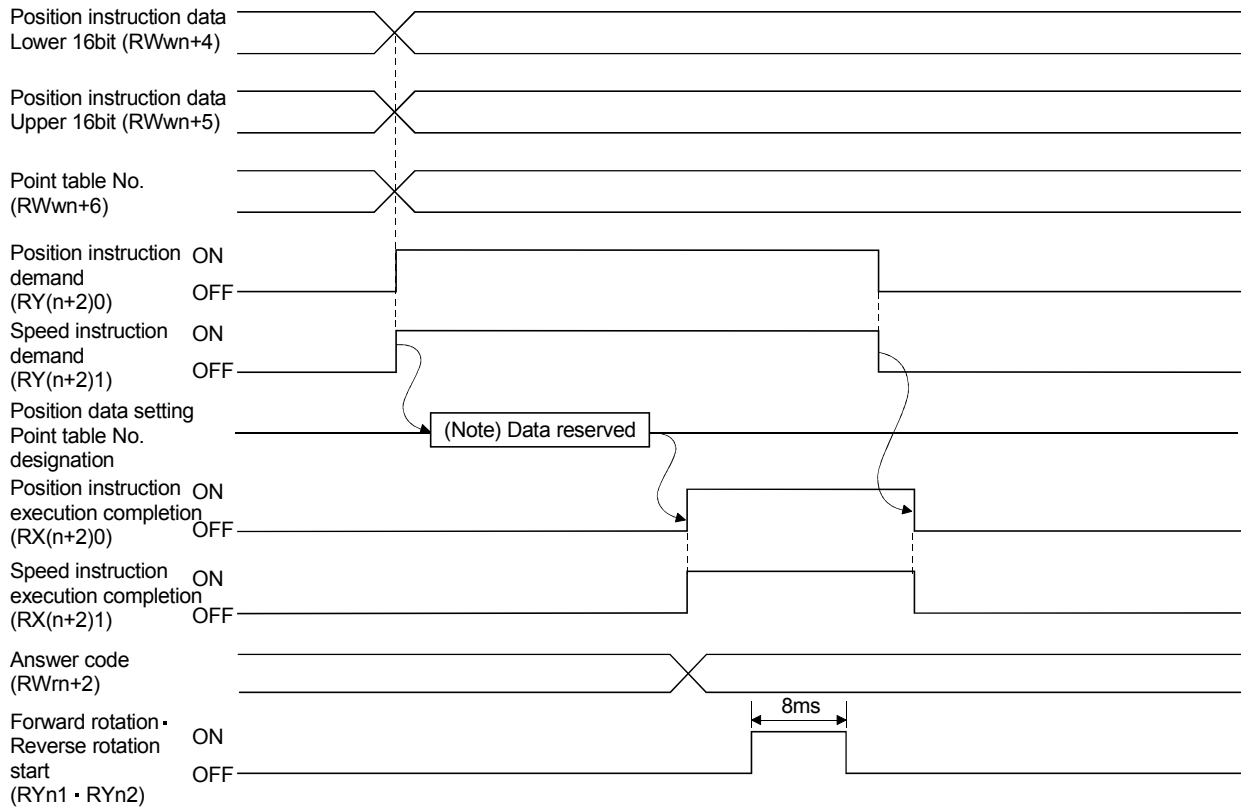 Position instruction data
Lower 16bit (RWwn+4)
Position instruction data
Upper 16bit (RWwn+5)
Point table No.
(RWwn+6)
Position instruction ON
demand
(RY(n+2)0) OFF
Speed instruction ON
demand
(RY(n+2)1) OFF
Position data setting
Point table No.
designation
(Note) Data reserved
Position instruction ON
execution completion
(RX(n+2)0) OFF
Speed instruction ON
execution completion
(RX(n+2)1) OFF
Answer code
(RWrn+2)
8ms
Forward rotation·
Reverse rotation ON
start OFF
(RYn1 · RYn2)